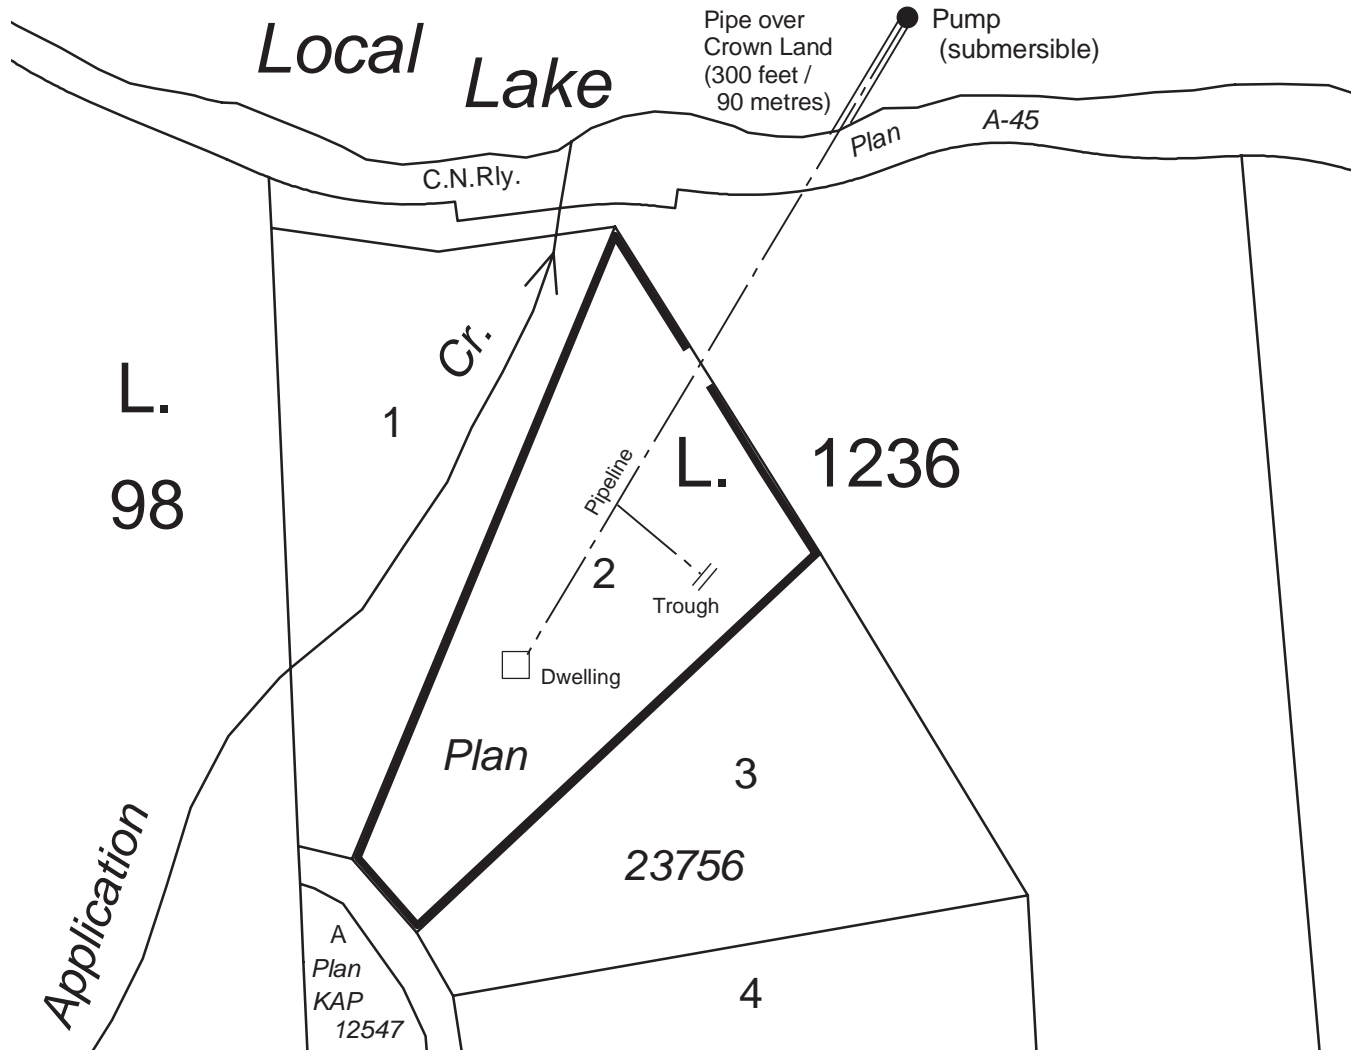 Local
Lake
Pipe over
Crown Land
(300 feet /
90 metres)
Pump
(submersible)
Plan
A-45
C.N.Rly.
Cr.
L.
98
1
L.
1236
Pipeline
2
Trough
Dwelling
Plan
3
23756
Application
A
Plan
KAP
12547
4